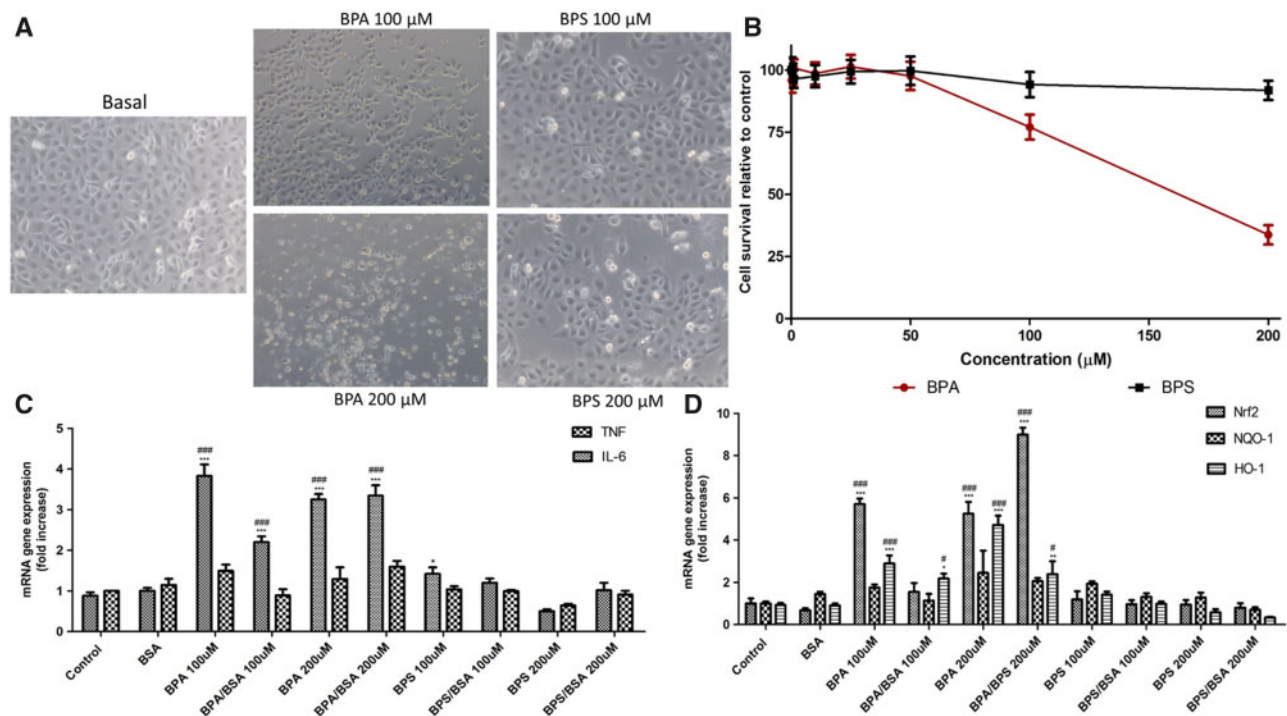 A
Basal
BPA 100 µM
BPS 100 µM
BPA 200 µM
BPS 200 µM
B
Cell survival relative to control
100
75
50
25
0
0
50
100
150
200
Concentration (µM)
BPA
BPS
C
mRNA gene expression
(fold increase)
5
4
3
2
1
0
TNF
IL-6
###
***
###
***
###
***
###
***
*
Control
BSA
BPA 100uM
BPA/BSA 100uM
BPA 200uM
BPA/BSA 200uM
BPS 100uM
BPS/BSA 100uM
BPS 200uM
BPS/BSA 200uM
D
mRNA gene expression
(fold increase)
10
8
6
4
2
0
Nrf2
NQO-1
HO-1
###
***
###
***
#
*
###
***
###
***
###
***
#
**
Control
BSA
BPA 100uM
BPA/BSA 100uM
BPA 200uM
BPA/BPS 200uM
BPS 100uM
BPS/BSA 100uM
BPS 200uM
BPS/BSA 200uM